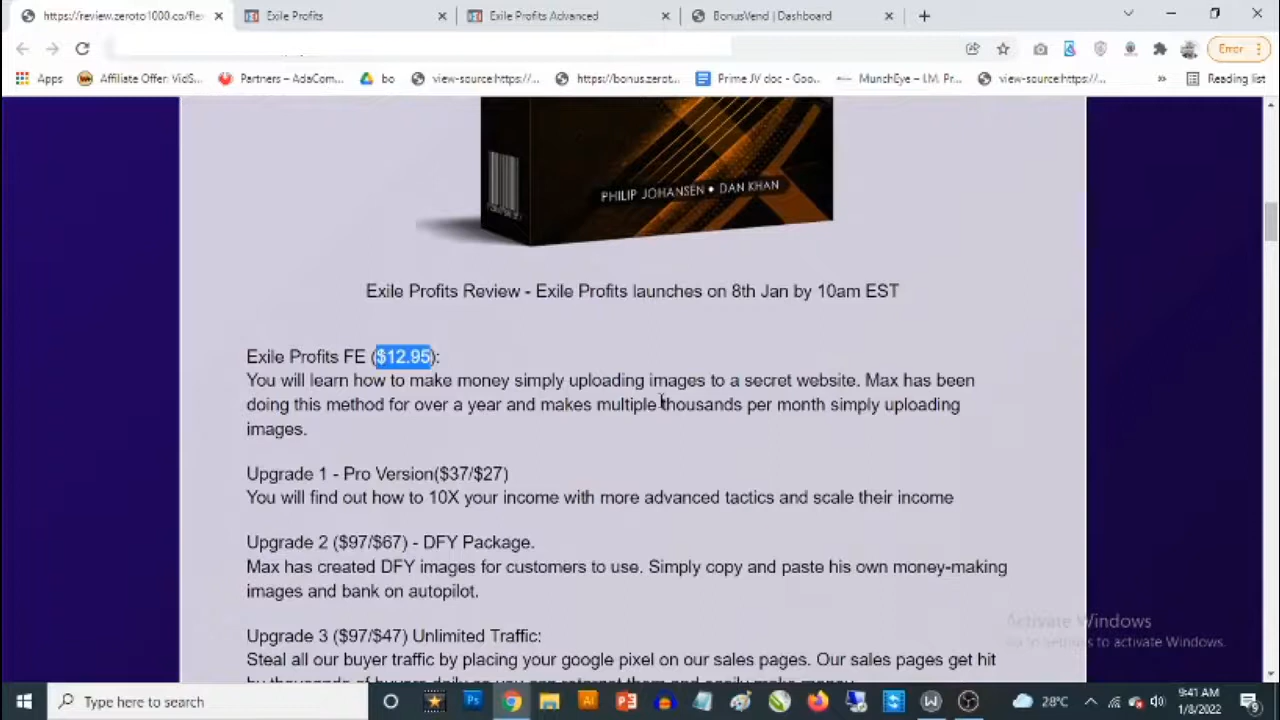 https://review.zeroto1000.co/fle
Exile Profits
Exile Profits Advanced
BonusVend | Dashboard
Error
Apps
Affiliate Offer: VidS...
Partners – AdaCom...
bo
view-source:https://...
https://bonus.zerot...
Prime JV doc - Goo...
MunchEye – I.M. Pr...
view-source:https://...
»
Reading list
PHILIP JOHANSEN • DAN KHAN
Exile Profits Review - Exile Profits launches on 8th Jan by 10am EST
Exile Profits FE ($12.95):
You will learn how to make money simply uploading images to a secret website. Max has been
doing this method for over a year and makes multiple thousands per month simply uploading
images.
Upgrade 1 - Pro Version($37/$27)
You will find out how to 10X your income with more advanced tactics and scale their income
Upgrade 2 ($97/$67) - DFY Package.
Max has created DFY images for customers to use. Simply copy and paste his own money-making
images and bank on autopilot.
Upgrade 3 ($97/$47) Unlimited Traffic:
Steal all our buyer traffic by placing your google pixel on our sales pages. Our sales pages get hit
Activate Windows
Go to Settings to activate Windows.
Type here to search
28°C
9:41 AM
1/8/2022
9